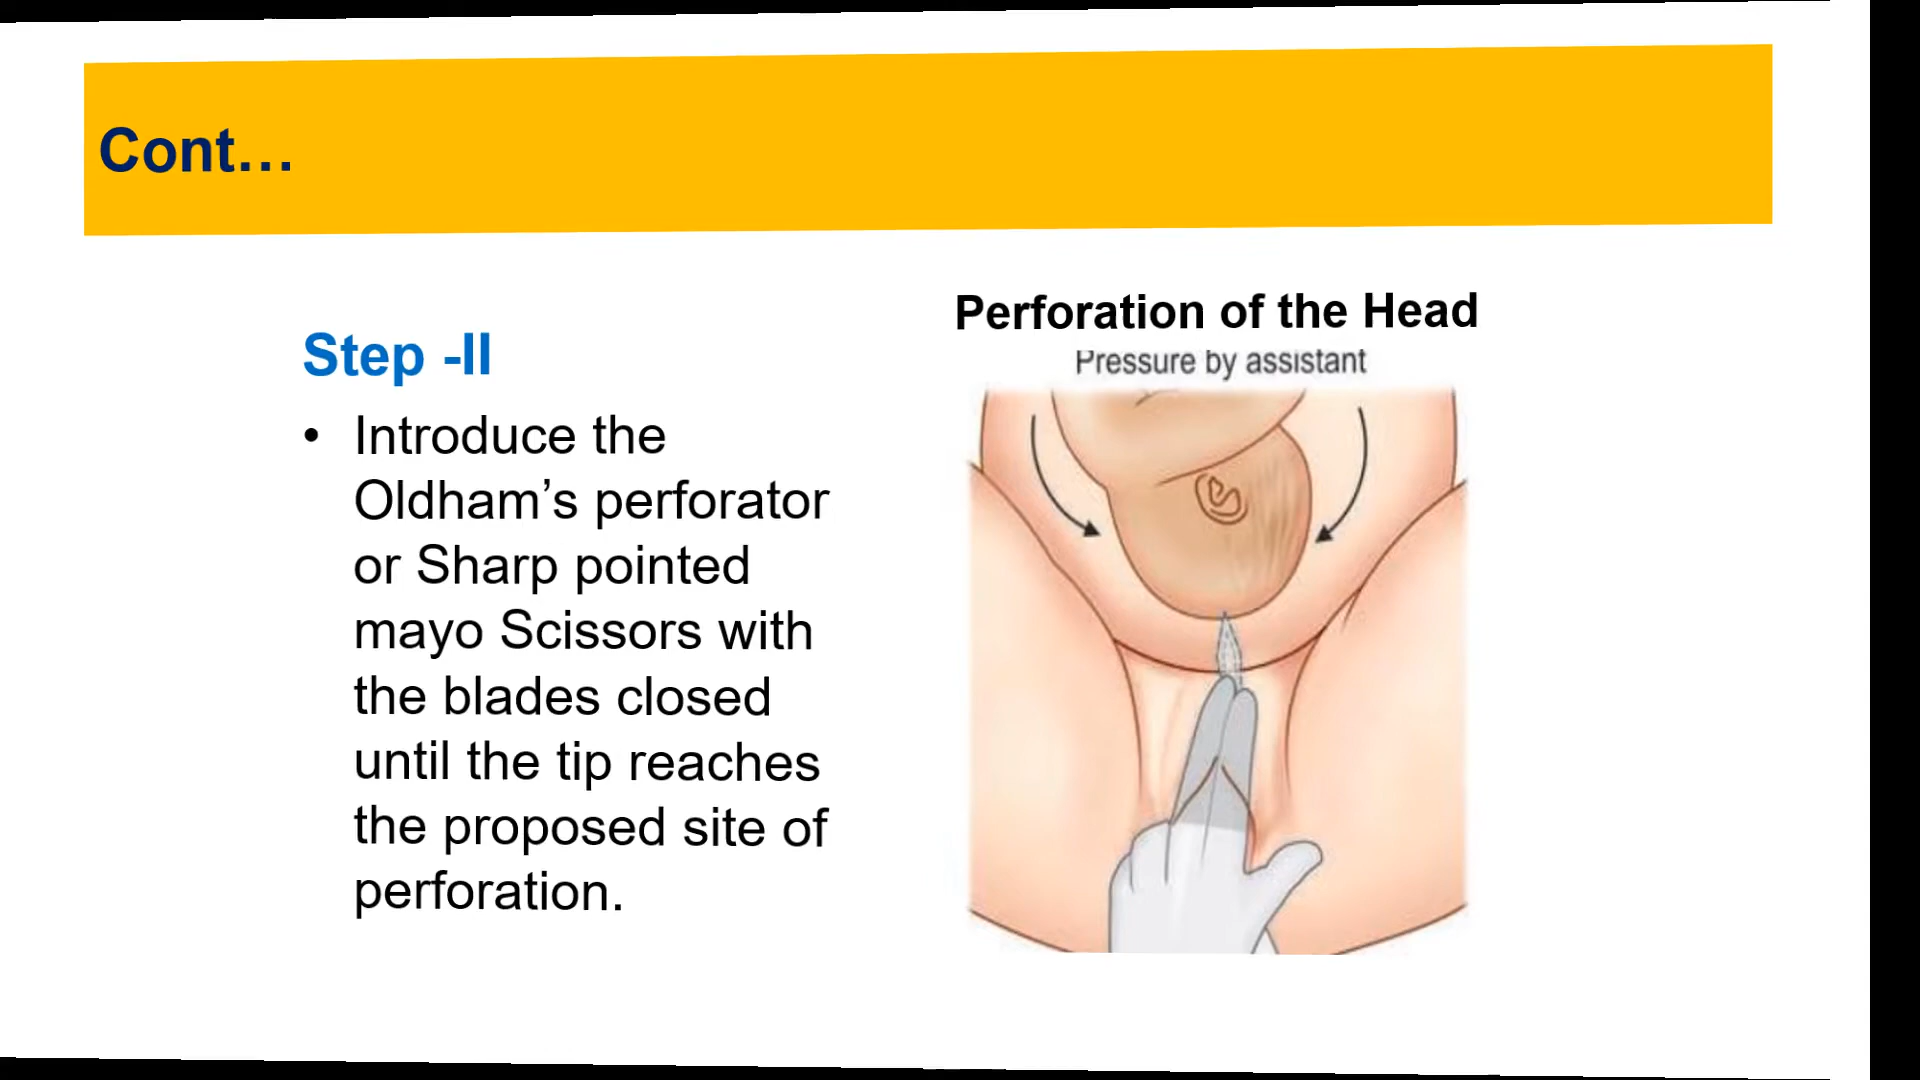 Cont…
Step -II
• Introduce the
Oldham’s perforator
or Sharp pointed
mayo Scissors with
the blades closed
until the tip reaches
the proposed site of
perforation.
Perforation of the Head
Pressure by assistant